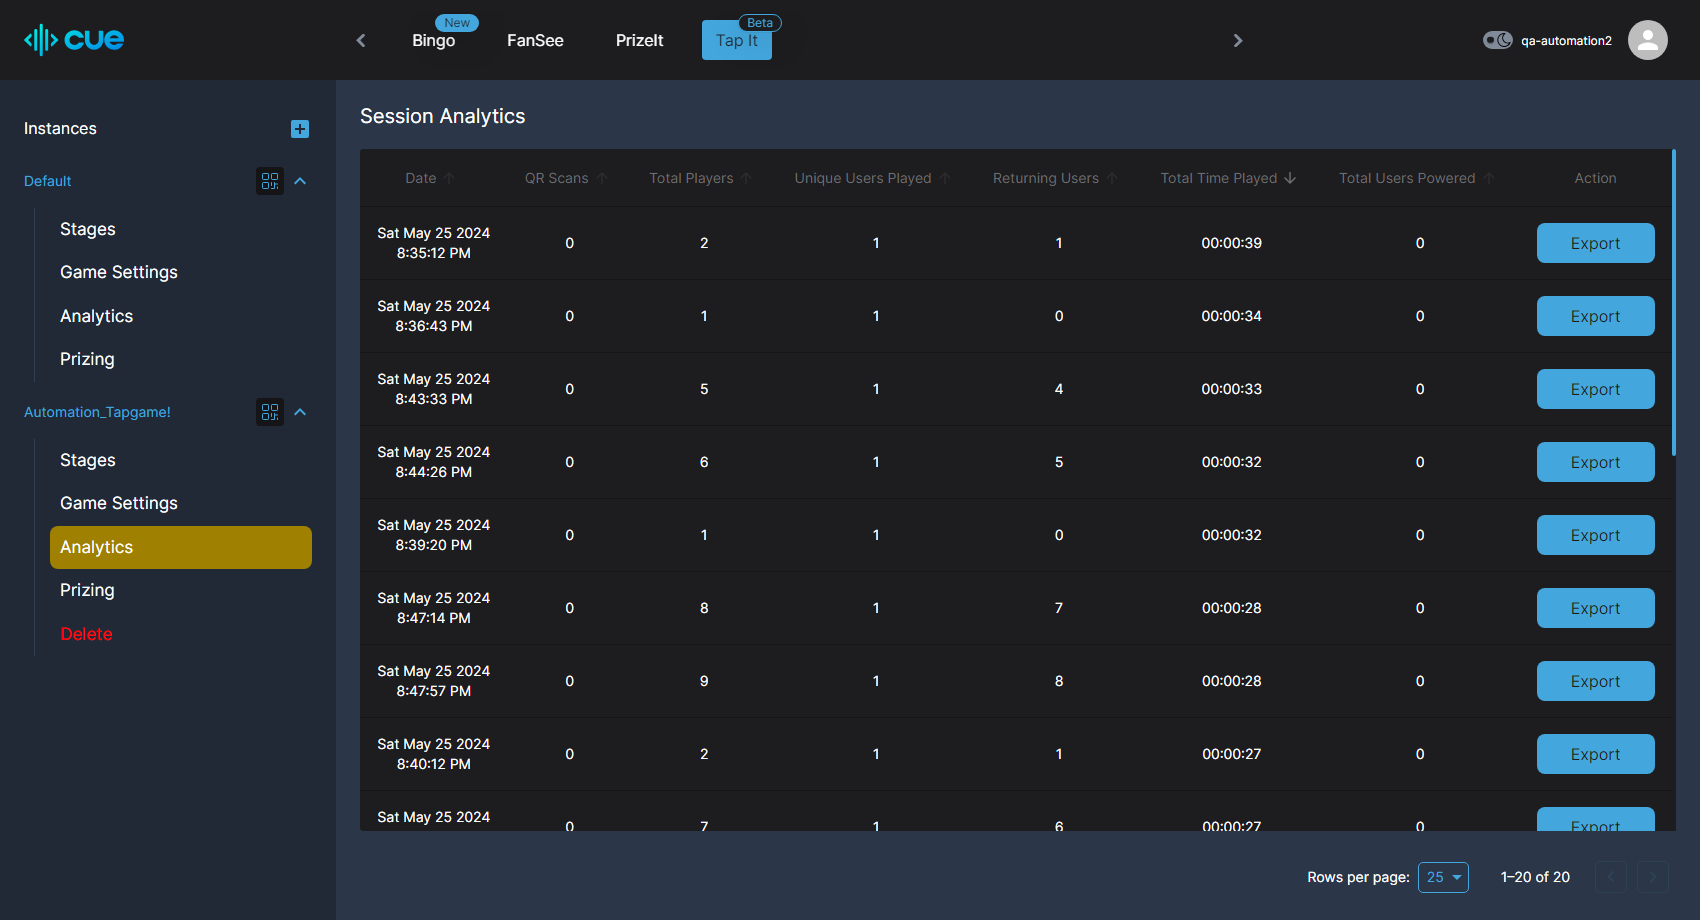 cue
New
Bingo
FanSee
PrizeIt
Beta
Tap It
qa-automation2
Instances
Default
Stages
Game Settings
Analytics
Prizing
Automation_Tapgame!
Stages
Game Settings
Analytics
Prizing
Delete
Session Analytics
Date QR Scans Total Players Unique Users Played Returning Users Total Time Played Total Users Powered Action
Sat May 25 2024
8:35:12 PM 0 2 1 1 00:00:39 0 Export
Sat May 25 2024
8:36:43 PM 0 1 1 0 00:00:34 0 Export
Sat May 25 2024
8:43:33 PM 0 5 1 4 00:00:33 0 Export
Sat May 25 2024
8:44:26 PM 0 6 1 5 00:00:32 0 Export
Sat May 25 2024
8:39:20 PM 0 1 1 0 00:00:32 0 Export
Sat May 25 2024
8:47:14 PM 0 8 1 7 00:00:28 0 Export
Sat May 25 2024
8:47:57 PM 0 9 1 8 00:00:28 0 Export
Sat May 25 2024
8:40:12 PM 0 2 1 1 00:00:27 0 Export
Sat May 25 2024
0 7 1 6 00:00:27 0 Export
Rows per page: 25 1–20 of 20